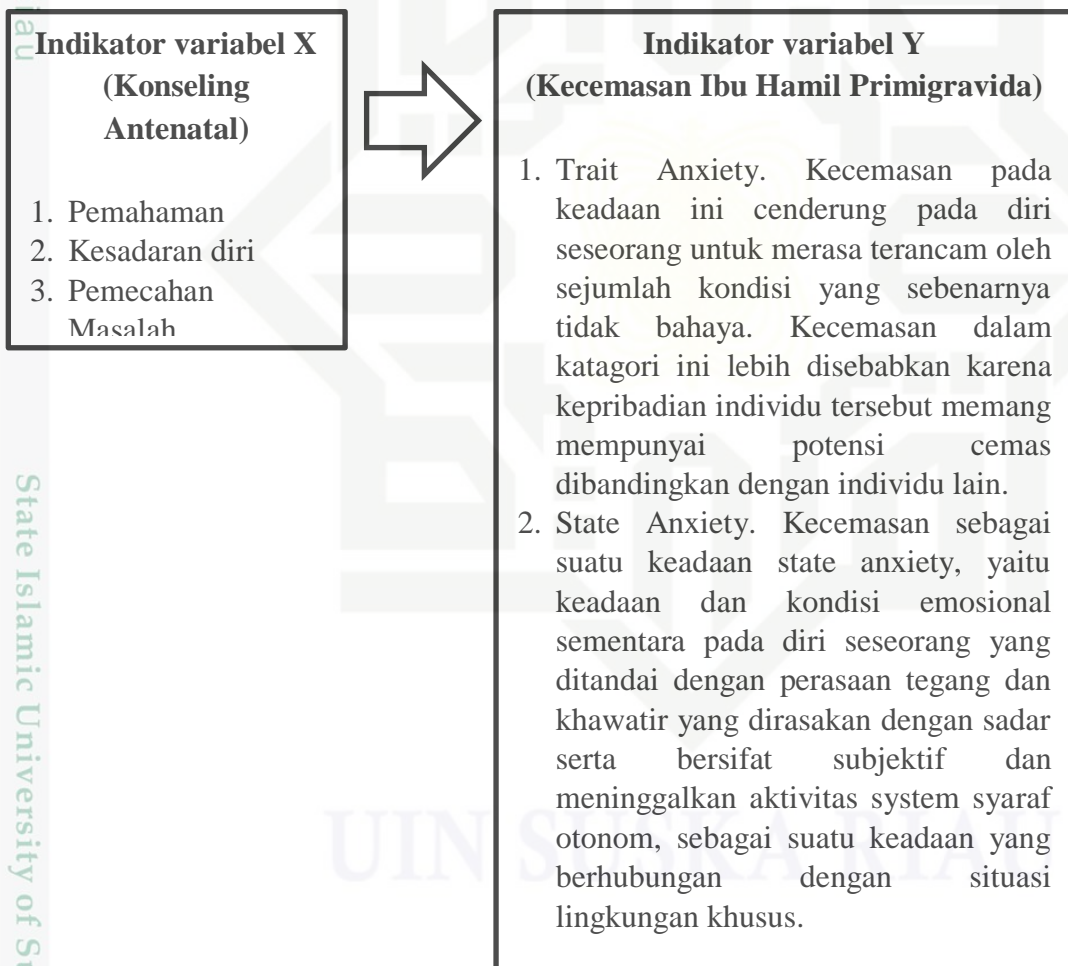 iau
Indikator variabel X
(Konseling
Antenatal)
1. Pemahaman
2. Kesadaran diri
3. Pemecahan
Masalah
Indikator variabel Y
(Kecemasan Ibu Hamil Primigravida)
1. Trait Anxiety. Kecemasan pada
keadaan ini cenderung pada diri
seseorang untuk merasa terancam oleh
sejumlah kondisi yang sebenarnya
tidak bahaya. Kecemasan dalam
katagori ini lebih disebabkan karena
kepribadian individu tersebut memang
mempunyai potensi cemas
dibandingkan dengan individu lain.
2. State Anxiety. Kecemasan sebagai
suatu keadaan state anxiety, yaitu
keadaan dan kondisi emosional
sementara pada diri seseorang yang
ditandai dengan perasaan tegang dan
khawatir yang dirasakan dengan sadar
serta bersifat subjektif dan
meninggalkan aktivitas system syaraf
otonom, sebagai suatu keadaan yang
berhubungan dengan situasi
lingkungan khusus.
State Islamic University of Su
UIN SUSKA RIAU